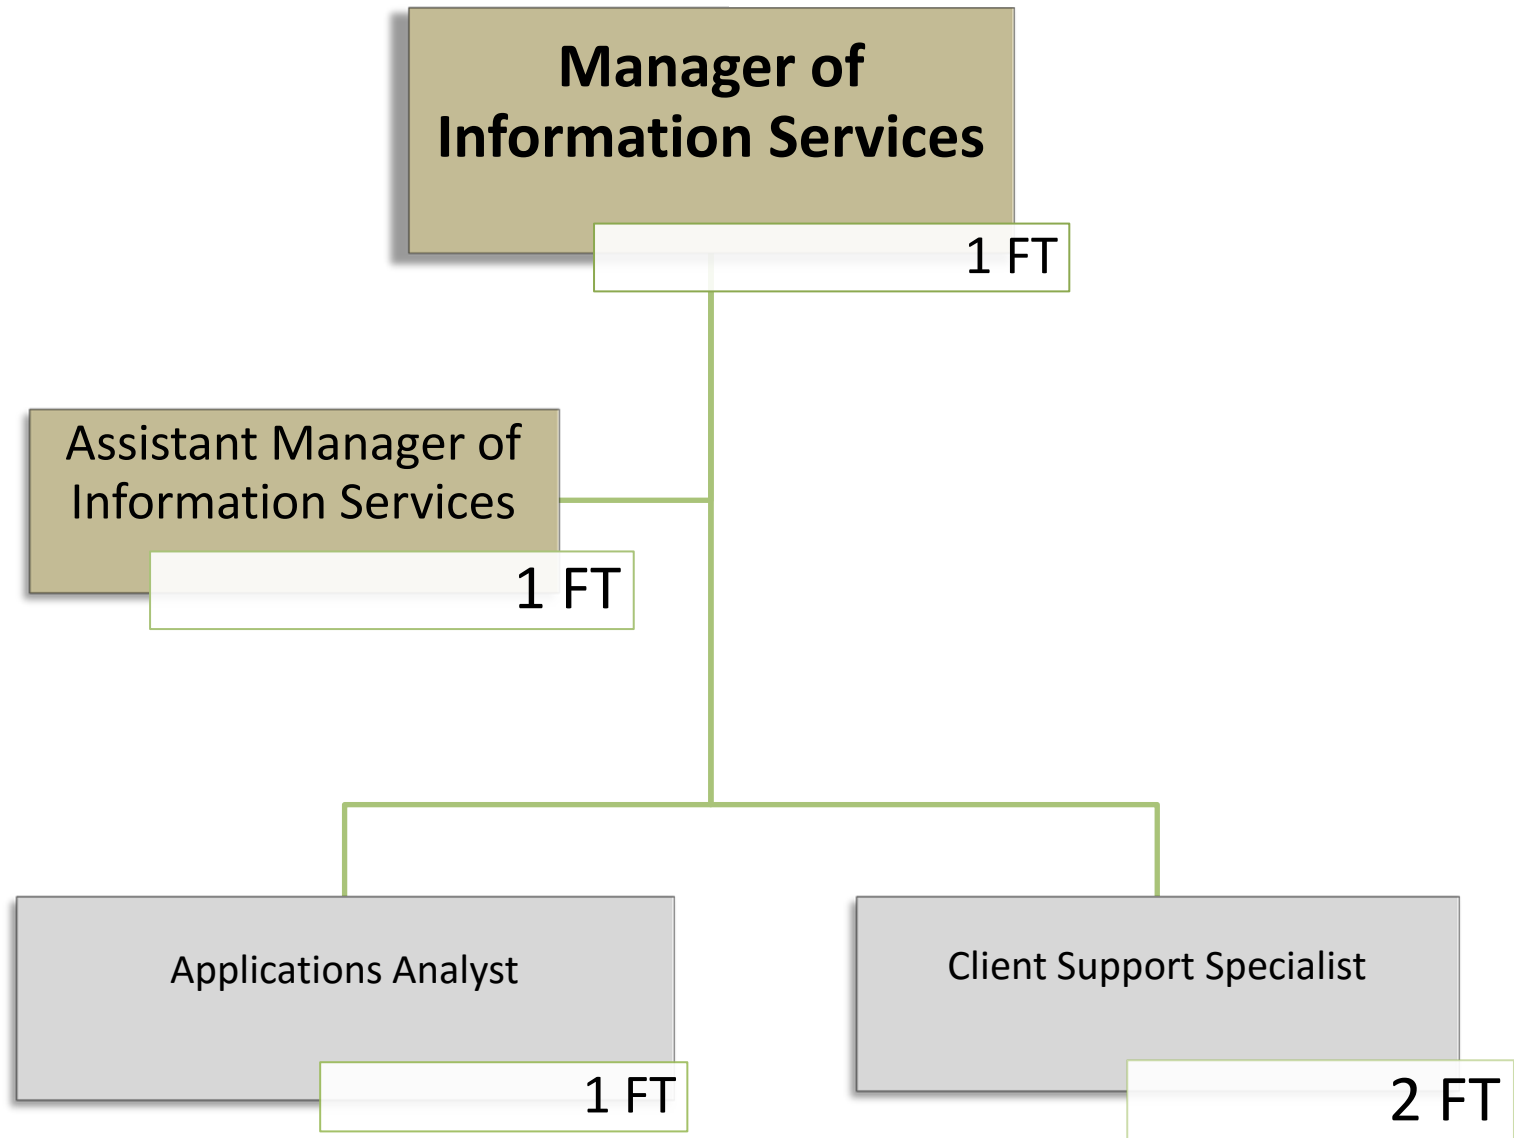 Manager of
Information Services
1 FT
Assistant Manager of
Information Services
1 FT
Applications Analyst
1 FT
Client Support Specialist
2 FT